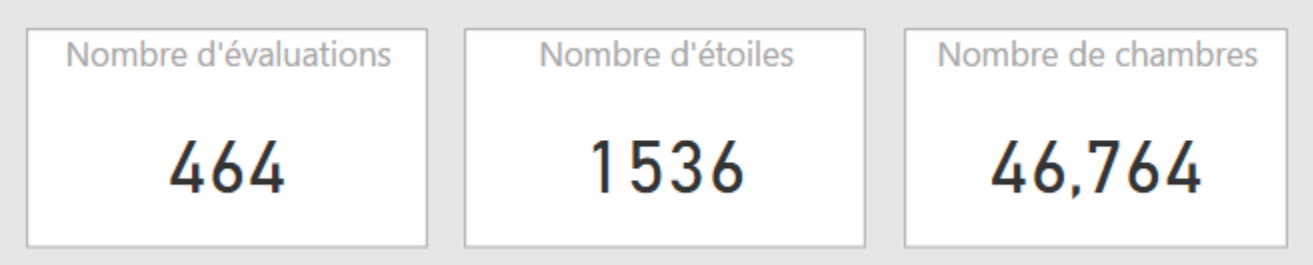 Nombre d'évaluations
464
Nombre d'étoiles
1536
Nombre de chambres
46,764